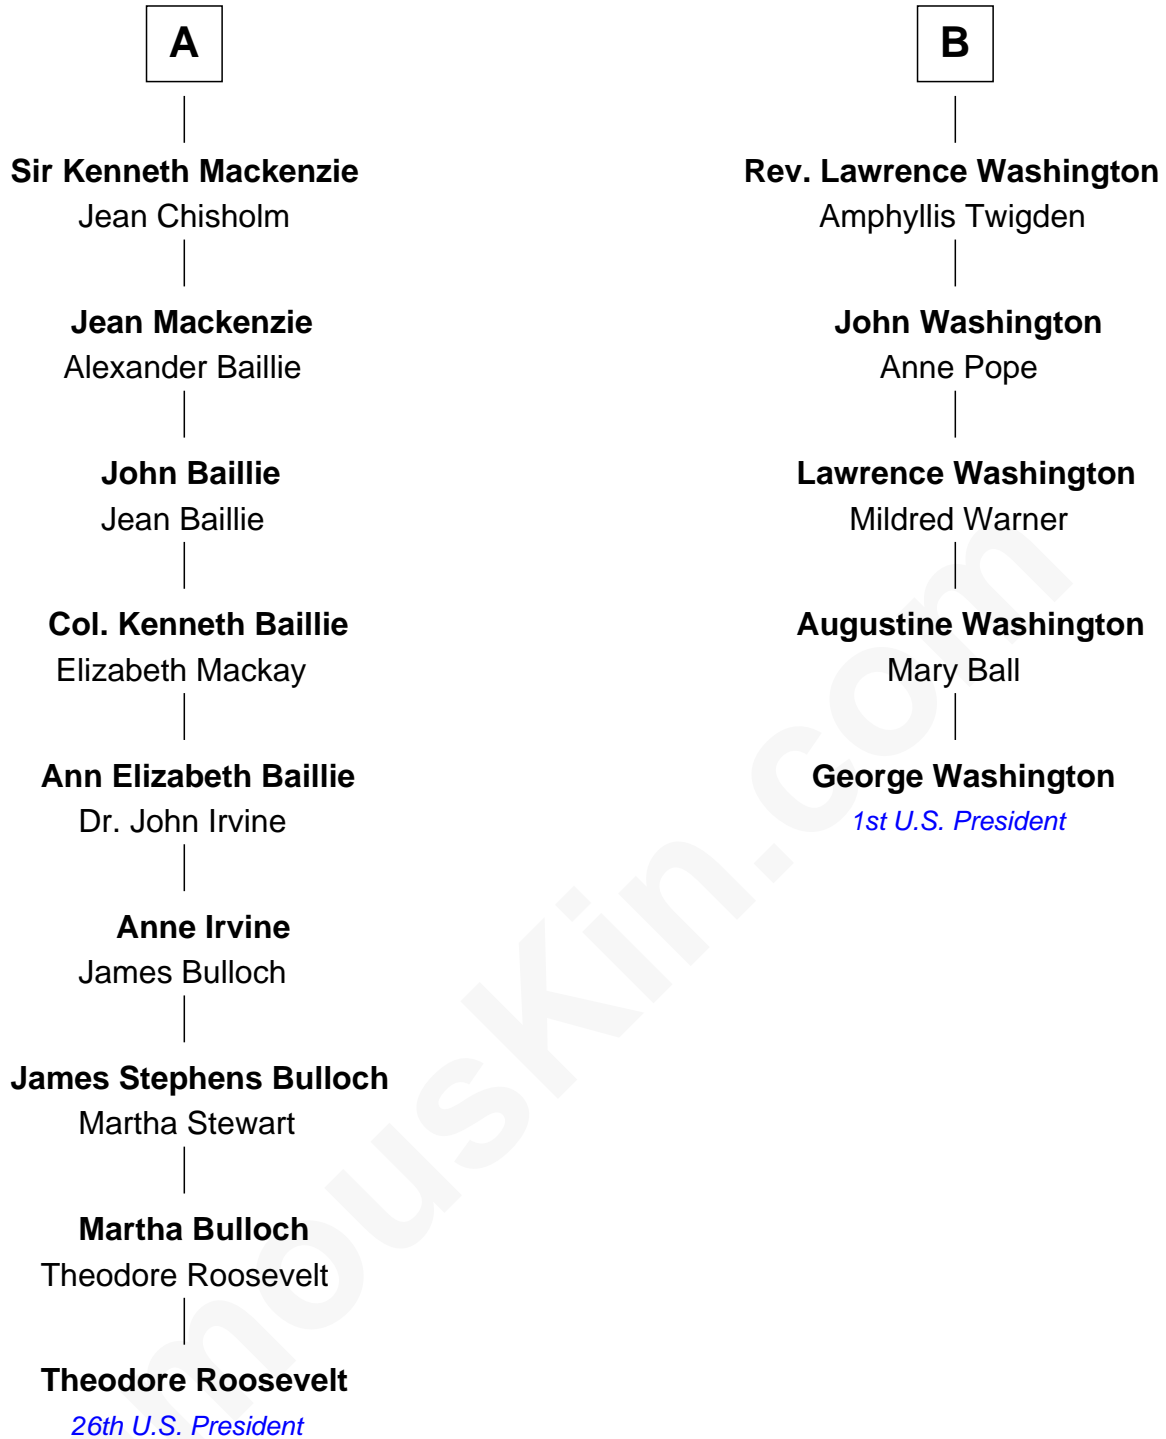 A
Sir Kenneth Mackenzie
Jean Chisholm
Jean Mackenzie
Alexander Baillie
John Baillie
Jean Baillie
Col. Kenneth Baillie
Elizabeth Mackay
Ann Elizabeth Baillie
Dr. John Irvine
Anne Irvine
James Bulloch
James Stephens Bulloch
Martha Stewart
Martha Bulloch
Theodore Roosevelt
Theodore Roosevelt
26th U.S. President
B
Rev. Lawrence Washington
Amphyllis Twigden
John Washington
Anne Pope
Lawrence Washington
Mildred Warner
Augustine Washington
Mary Ball
George Washington
1st U.S. President
mousKin.com